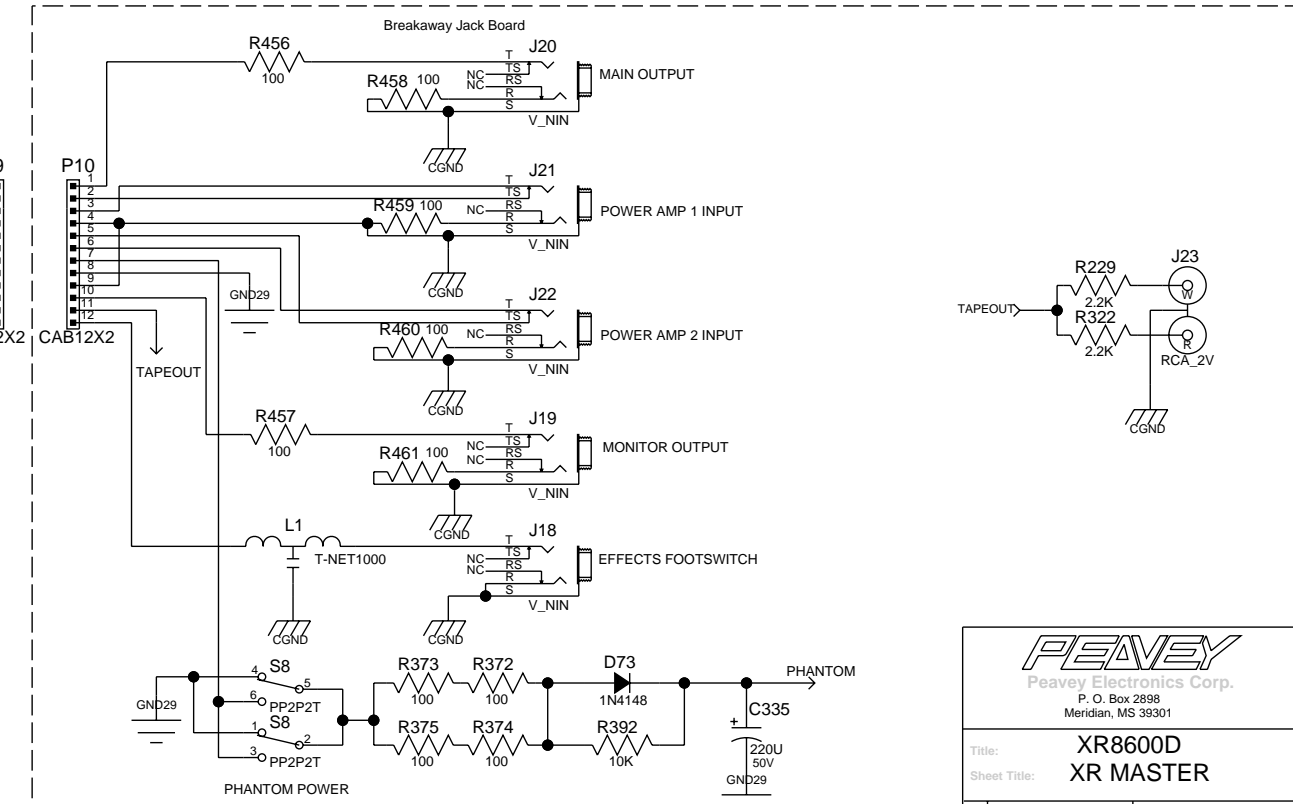 Breakaway Jack Board
R456
100
J20
T
TS
NC
NC
RS
R
S
MAIN OUTPUT
R458 100
V_NIN
CGND
9
P10
1
2
3
4
5
6
7
8
9
10
11
12
2X2
CAB12X2
J21
T
TS
NC
RS
R
S
POWER AMP 1 INPUT
R459 100
V_NIN
CGND
GND29
J22
T
TS
NC
RS
R
S
POWER AMP 2 INPUT
R460 100
V_NIN
CGND
TAPEOUT
R457
100
J19
T
TS
NC
NC
RS
R
S
MONITOR OUTPUT
R461 100
V_NIN
CGND
L1
T-NET1000
CGND
J18
T
TS
NC
NC
RS
R
S
EFFECTS FOOTSWITCH
V_NIN
CGND
GND29
4
S8
5
6
PP2P2T
1
S8
2
3
PP2P2T
PHANTOM POWER
R373
100
R372
100
R375
100
R374
100
D73
1N4148
R392
10K
PHANTOM
+
C335
220U
50V
GND29
TAPEOUT
R229
2.2K
R322
2.2K
J23
W
R
RCA_2V
CGND
PEAVEY
Peavey Electronics Corp.
P. O. Box 2898
Meridian, MS 39301
Title:
XR8600D
Sheet Title:
XR MASTER